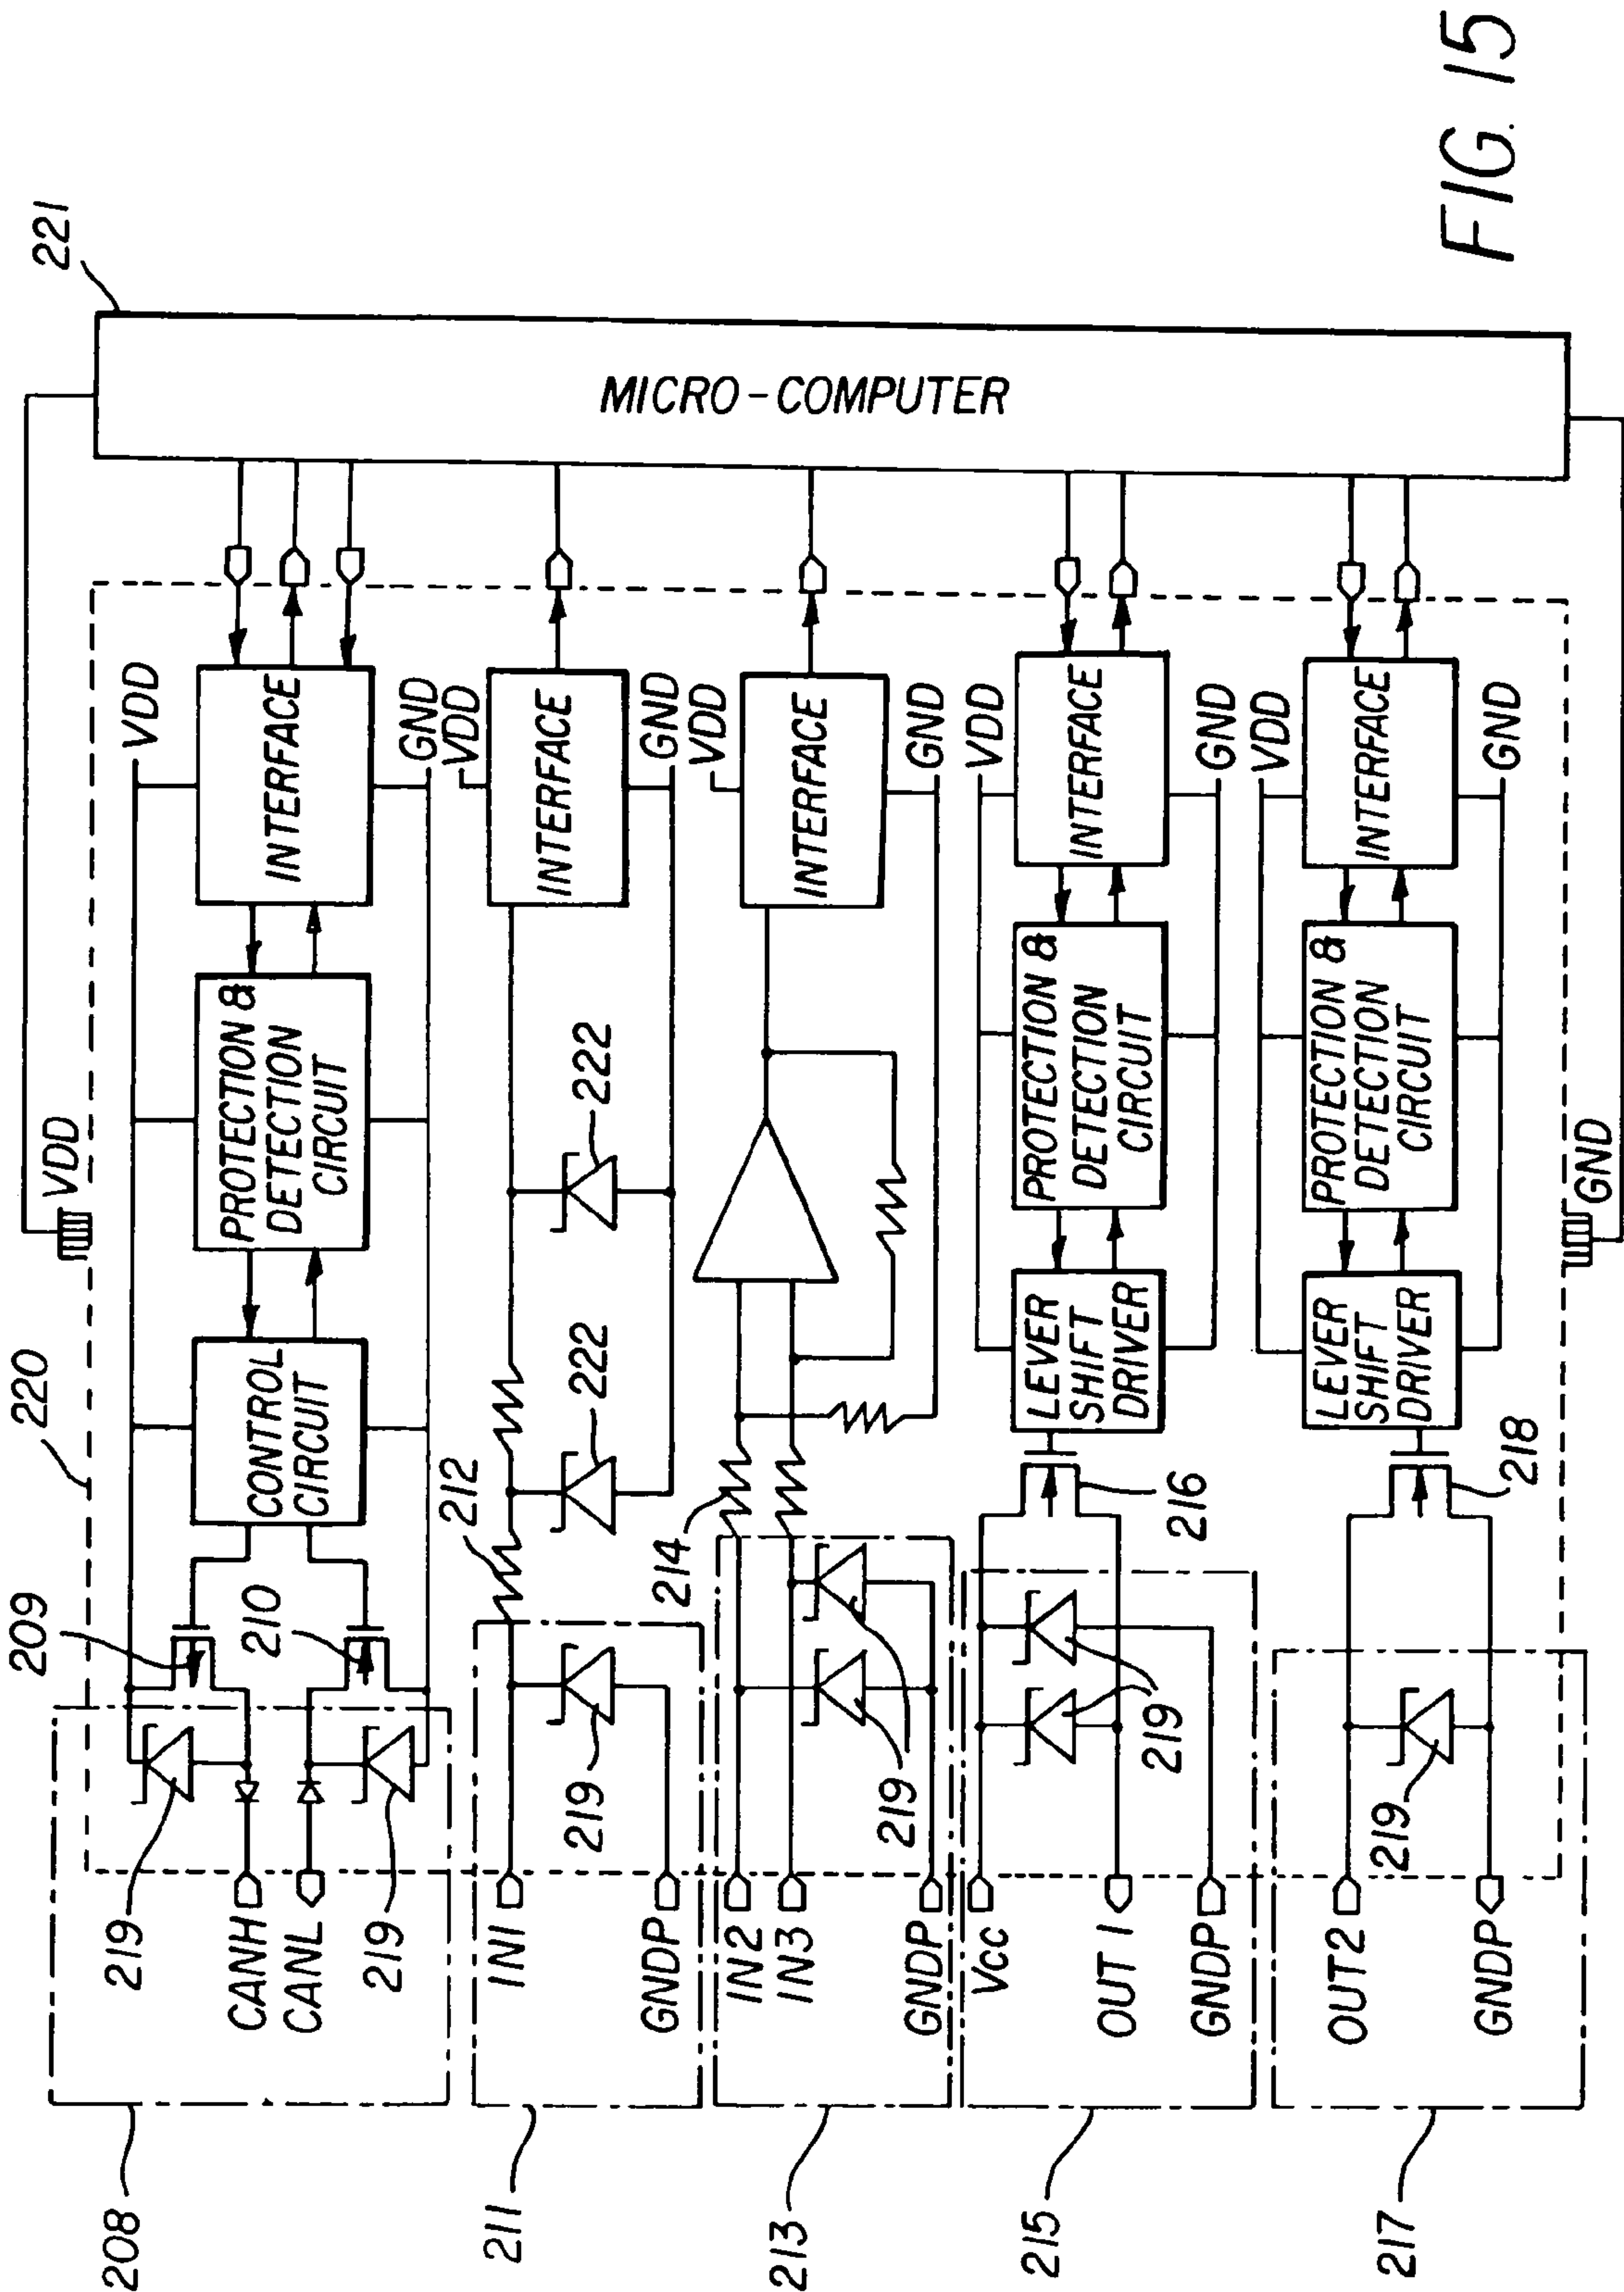 FIG. 15
221
MICRO-COMPUTER
220
VDD
209
210
219
CANH
CANL
219
208
CONTROL
CIRCUIT
PROTECTION &
DETECTION
CIRCUIT
INTERFACE
VDD
GND
212
IN1
GNDP
219
211
222
222
INTERFACE
VDD
GND
214
IN2
IN3
GNDP
219
213
INTERFACE
VDD
GND
216
Vcc
OUT 1
GNDP
219
215
LEVER
SHIFT
DRIVER
PROTECTION &
DETECTION
CIRCUIT
INTERFACE
VDD
GND
218
OUT2
GNDP
219
217
LEVER
SHIFT
DRIVER
PROTECTION &
DETECTION
CIRCUIT
INTERFACE
VDD
GND
GND